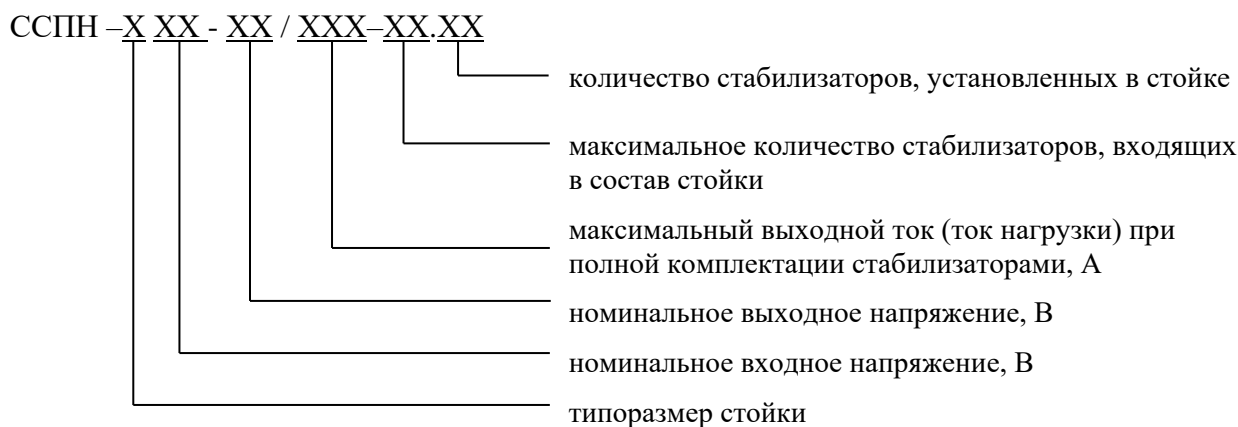 ССПН –Х ХХ - ХХ / ХХХ–ХХ.ХХ
количество стабилизаторов, установленных в стойке
максимальное количество стабилизаторов, входящих
в состав стойки
максимальный выходной ток (ток нагрузки) при
полной комплектации стабилизаторами, А
номинальное выходное напряжение, В
номинальное входное напряжение, В
типоразмер стойки